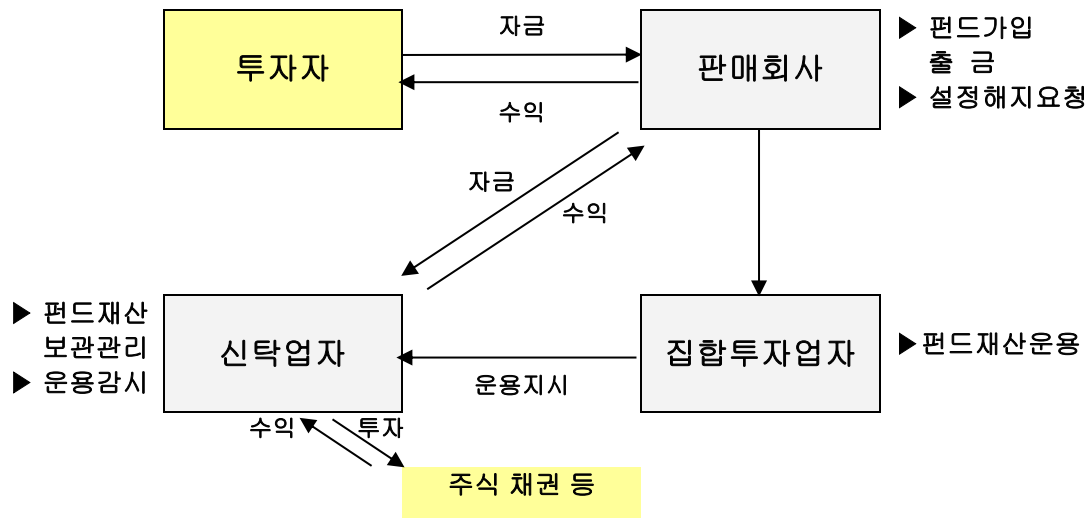 자금
투자자
판매회사
▶ 펀드가입
출 금
▶ 설정해지요청
수익
자금
수익
▶ 펀드재산
보관관리
▶ 운용감시
신탁업자
집합투자업자
▶펀드재산운용
운용지시
수익
투자
주식 채권 등